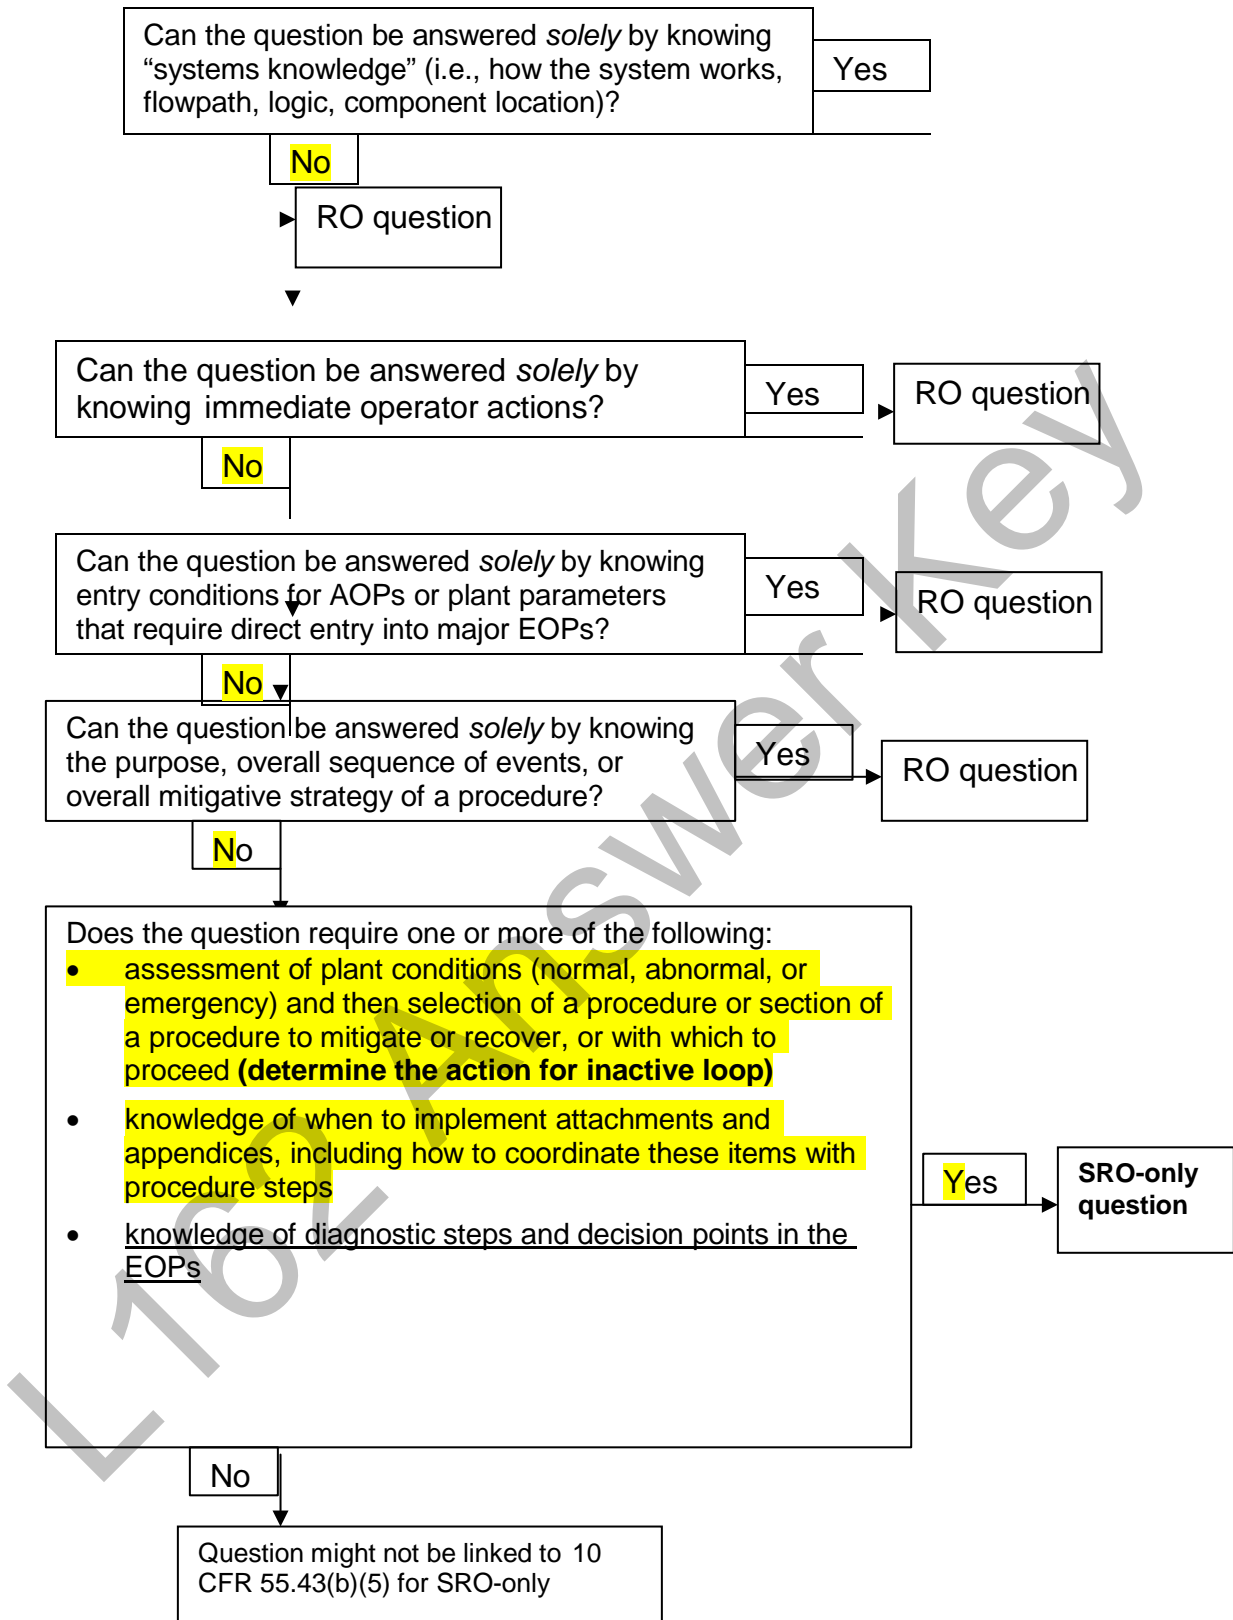 Can the question be answered solely by knowing
“systems knowledge” (i.e., how the system works,
flowpath, logic, component location)?
Yes
No
RO question
Can the question be answered solely by
knowing immediate operator actions?
Yes
RO question
No
Can the question be answered solely by knowing
entry conditions for AOPs or plant parameters
that require direct entry into major EOPs?
Yes
RO question
No
Can the question be answered solely by knowing
the purpose, overall sequence of events, or
overall mitigative strategy of a procedure?
Yes
RO question
No
Does the question require one or more of the following:
• assessment of plant conditions (normal, abnormal, or
emergency) and then selection of a procedure or section of
a procedure to mitigate or recover, or with which to
proceed (determine the action for inactive loop)
• knowledge of when to implement attachments and
appendices, including how to coordinate these items with
procedure steps
• knowledge of diagnostic steps and decision points in the
EOPs
Yes
SRO-only
question
No
Question might not be linked to 10
CFR 55.43(b)(5) for SRO-only
L162 Answer Key